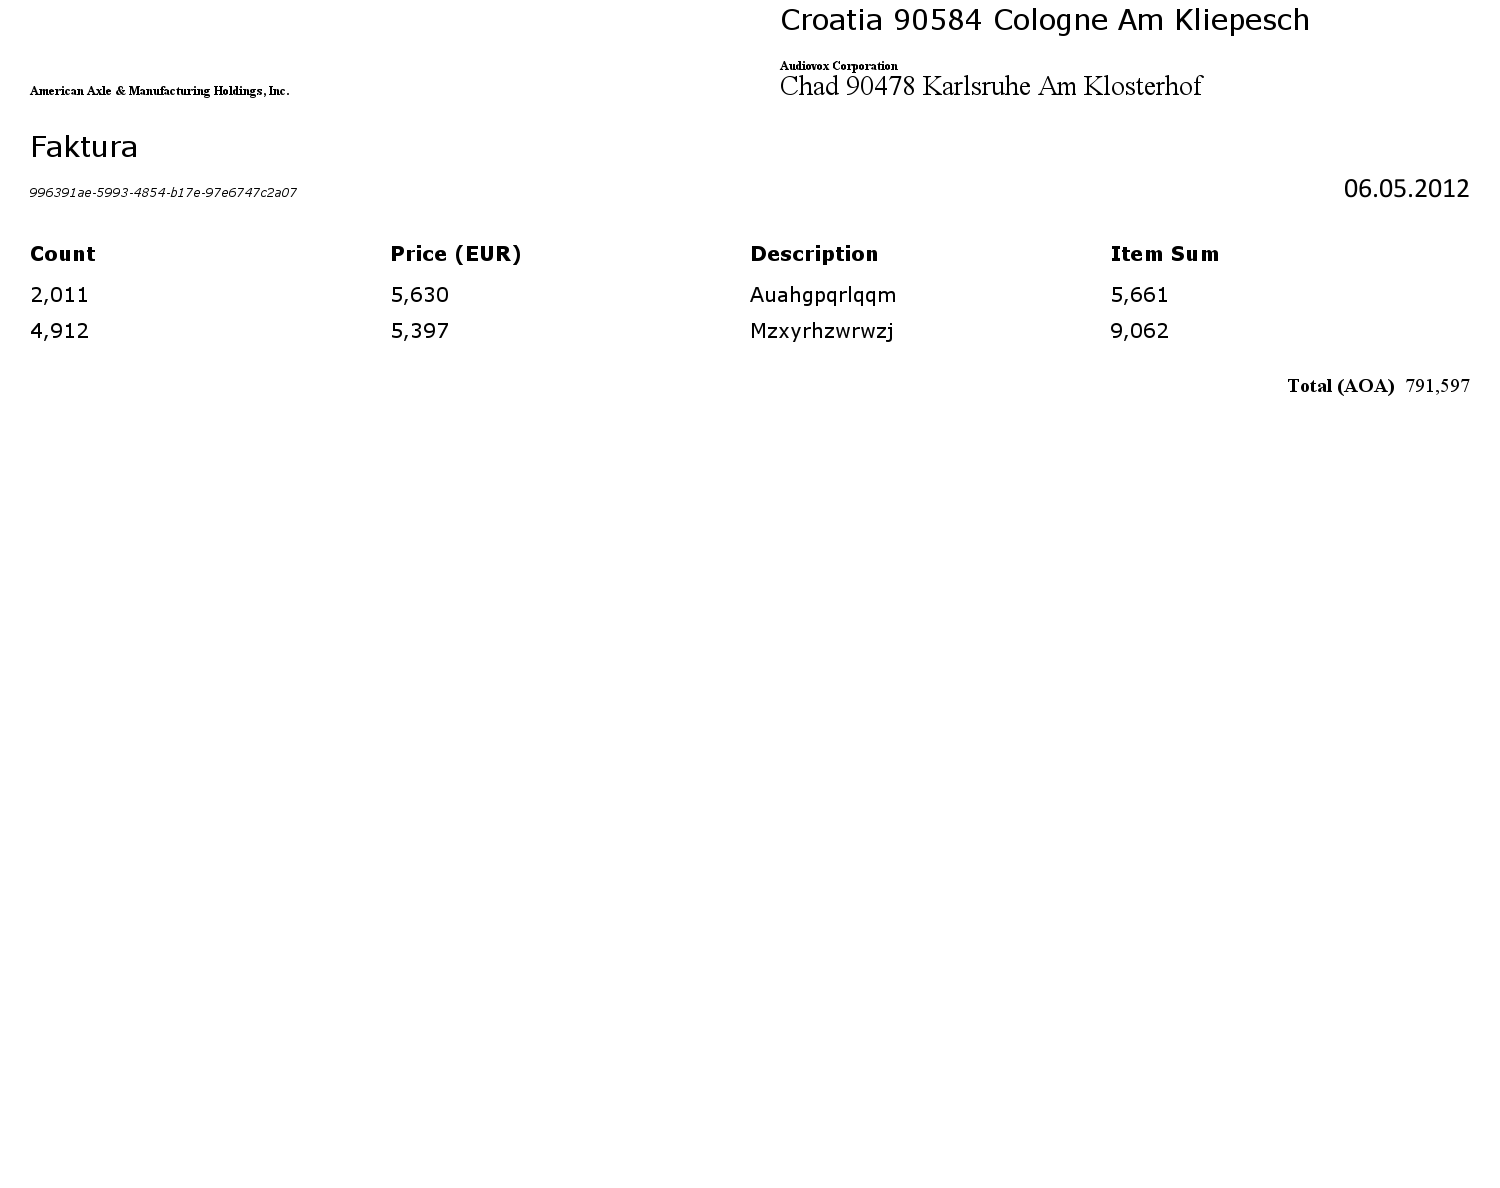 Croatia 90584 Cologne Am Kliepesch
American Axle & Manufacturing Holdings, Inc.
Audiovox Corporation
Chad 90478 Karlsruhe Am Klosterhof
Faktura
996391ae-5993-4854-b17e-97e6747c2a07
06.05.2012
Count Price (EUR) Description Item Sum
2,011 5,630 Auahgpqrlqqm 5,661
4,912 5,397 Mzxyrhzwrwzj 9,062
Total (AOA) 791,597